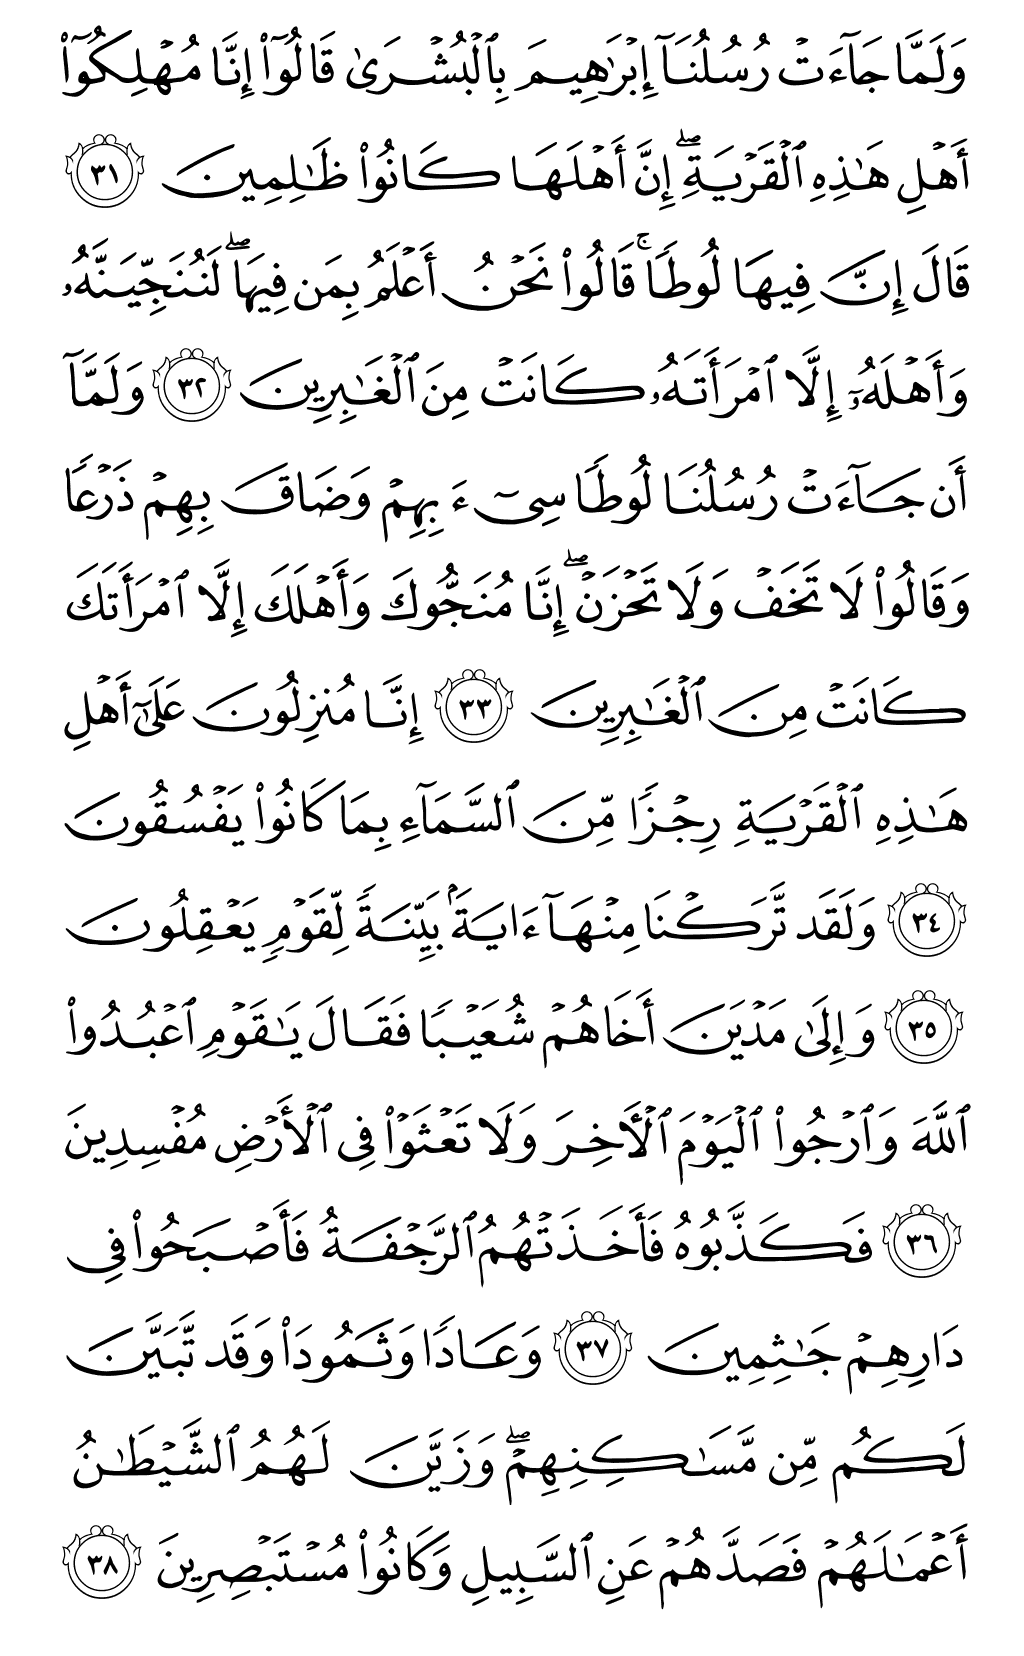 وَلَمَّا جَآءَتۡ رُسُلُنَآ إِبۡرَٰهِيمَ بِٱلۡبُشۡرَىٰ قَالُوٓاْ إِنَّا مُهۡلِكُوٓاْ
أَهۡلِ هَٰذِهِ ٱلۡقَرۡيَةِۖ إِنَّ أَهۡلَهَا كَانُواْ ظَٰلِمِينَ ٣١
قَالَ إِنَّ فِيهَا لُوطٗاۚ قَالُواْ نَحۡنُ أَعۡلَمُ بِمَن فِيهَاۖ لَنُنَجِّيَنَّهُۥ
وَأَهۡلَهُۥٓ إِلَّا ٱمۡرَأَتَهُۥ كَانَتۡ مِنَ ٱلۡغَٰبِرِينَ ٣٢ وَلَمَّآ
أَن جَآءَتۡ رُسُلُنَا لُوطٗا سِيٓءَ بِهِمۡ وَضَاقَ بِهِمۡ ذَرۡعٗا
وَقَالُواْ لَا تَخَفۡ وَلَا تَحۡزَنۡۖ إِنَّا مُنَجُّوكَ وَأَهۡلَكَ إِلَّا ٱمۡرَأَتَكَ
كَانَتۡ مِنَ ٱلۡغَٰبِرِينَ ٣٣ إِنَّا مُنزِلُونَ عَلَىٰٓ أَهۡلِ
هَٰذِهِ ٱلۡقَرۡيَةِ رِجۡزٗا مِّنَ ٱلسَّمَآءِ بِمَا كَانُواْ يَفۡسُقُونَ
٣٤ وَلَقَد تَّرَكۡنَا مِنۡهَآ ءَايَةَۢ بَيِّنَةٗ لِّقَوۡمٖ يَعۡقِلُونَ
٣٥ وَإِلَىٰ مَدۡيَنَ أَخَاهُمۡ شُعَيۡبٗا فَقَالَ يَٰقَوۡمِ ٱعۡبُدُواْ
ٱللَّهَ وَٱرۡجُواْ ٱلۡيَوۡمَ ٱلۡأٓخِرَ وَلَا تَعۡثَوۡاْ فِي ٱلۡأَرۡضِ مُفۡسِدِينَ
٣٦ فَكَذَّبُوهُ فَأَخَذَتۡهُمُ ٱلرَّجۡفَةُ فَأَصۡبَحُواْ فِي
دَارِهِمۡ جَٰثِمِينَ ٣٧ وَعَادٗا وَثَمُودَاْ وَقَد تَّبَيَّنَ
لَكُم مِّن مَّسَٰكِنِهِمۡۖ وَزَيَّنَ لَهُمُ ٱلشَّيۡطَٰنُ
أَعۡمَٰلَهُمۡ فَصَدَّهُمۡ عَنِ ٱلسَّبِيلِ وَكَانُواْ مُسۡتَبۡصِرِينَ ٣٨